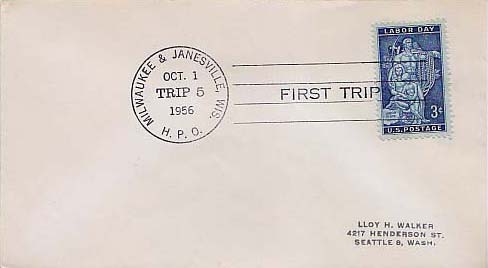 MILWAUKEE & JANESVILLE, WIS.
OCT. 1
TRIP 5
1956
H. P. O.
FIRST TRIP
LABOR DAY
3¢
U.S. POSTAGE
LLOY H. WALKER
4217 HENDERSON ST.
SEATTLE 8, WASH.